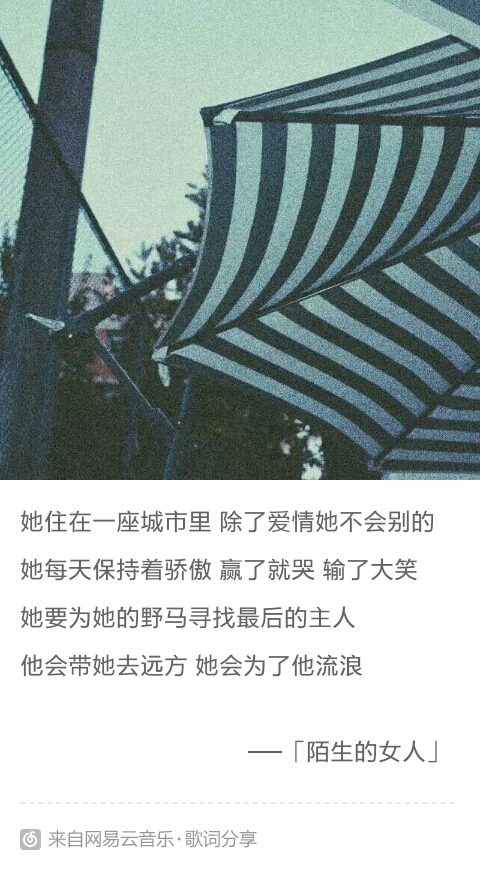 她住在一座城市里 除了爱情她不会别的
她每天保持着骄傲 赢了就哭 输了大笑
她要为她的野马寻找最后的主人
他会带她去远方 她会为了他流浪
——「陌生的女人」
来自网易云音乐·歌词分享